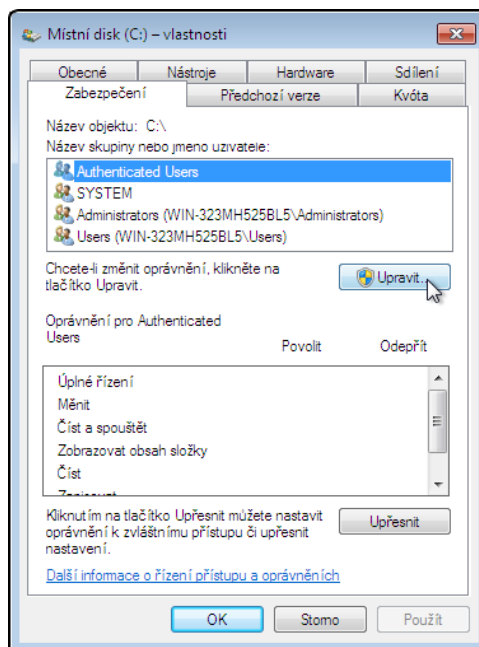 Místní disk (C:) – vlastnosti
Obecné Nástroje Hardware Sdílení
Zabezpečení Předchozí verze Kvóta
Název objektu: C:\
Název skupiny nebo jmeno uzivatele:
Authenticated Users
SYSTEM
Administrators (WIN-323MH525BL5\Administrators)
Users (WIN-323MH525BL5\Users)
Chcete-li změnit oprávnění, klikněte na
tlačítko Upravit.
Upravit...
Oprávnění pro Authenticated
Users
Povolit Odepřít
Úplné řízení
Měnit
Číst a spouštět
Zobrazovat obsah složky
Číst
Kliknutím na tlačítko Upřesnit můžete nastavit
oprávnění k zvláštnímu přístupu či upřesnit
nastavení.
Upřesnit
Další informace o řízení přístupu a oprávněních
OK Storno Použít